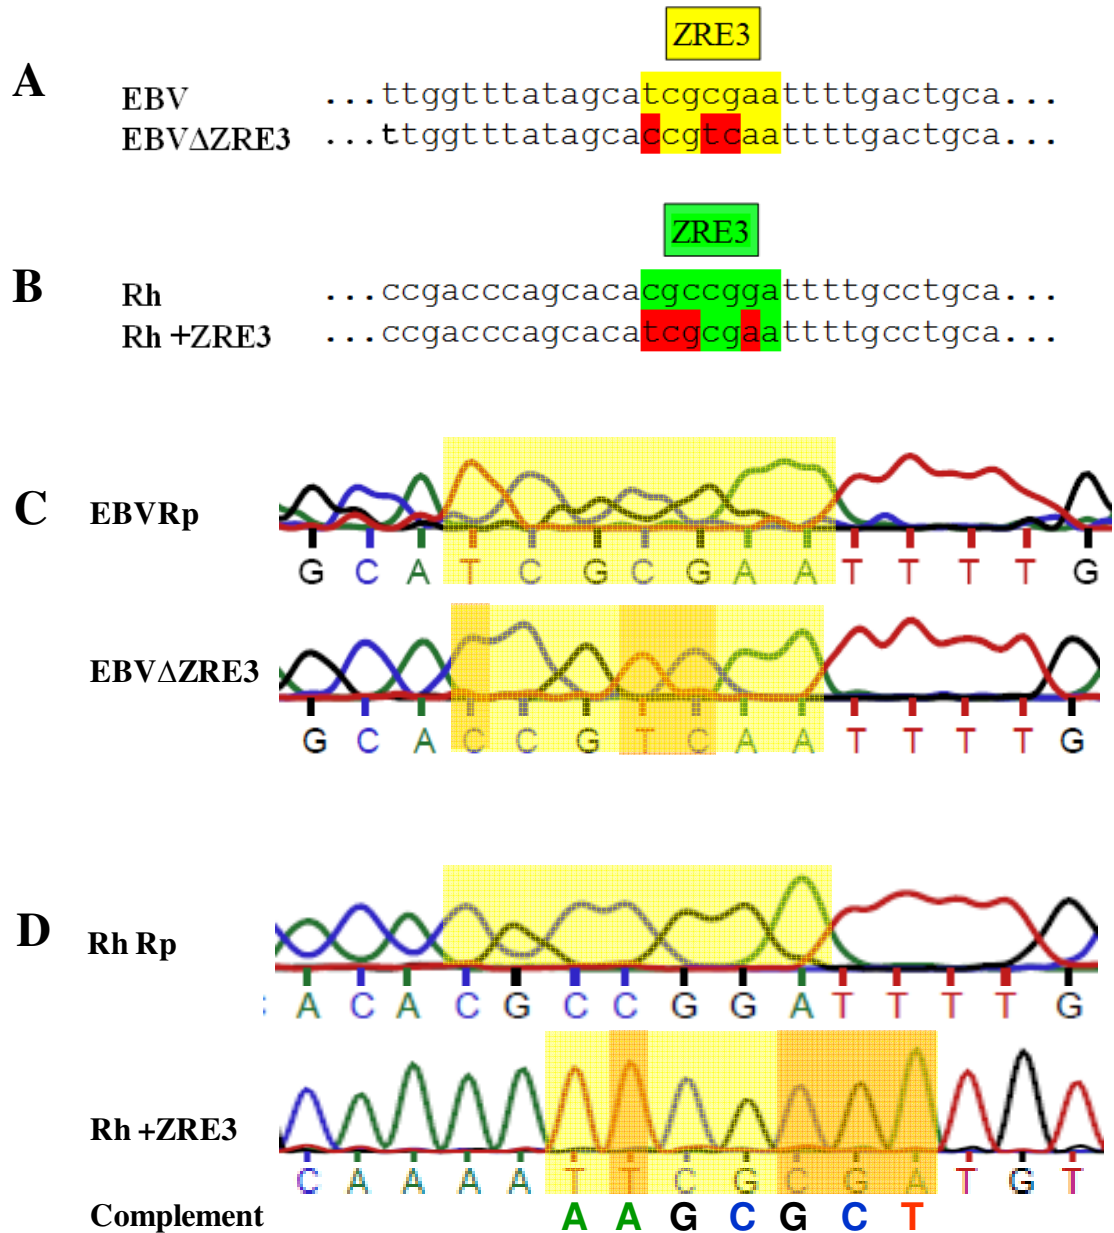 ZRE3
A
EBV ...ttggtttatagcatcgcgaattttgactgca...
EBVΔZRE3 ...ttggtttatagcaccgtcaattttgactgca...
ZRE3
B
Rh ...ccgacccagcacacgccggattttgcctgca...
Rh +ZRE3 ...ccgacccagcacatcgcgaattttgcctgca...
C
EBVRp
G C A T C G C G A A T T T T G
EBVΔZRE3
G C A C C G T C A A T T T T G
D
Rh Rp
A C A C G C C G G A T T T T G
Rh +ZRE3
C A A A A T T C G C G A T G T
Complement A A G C G C T